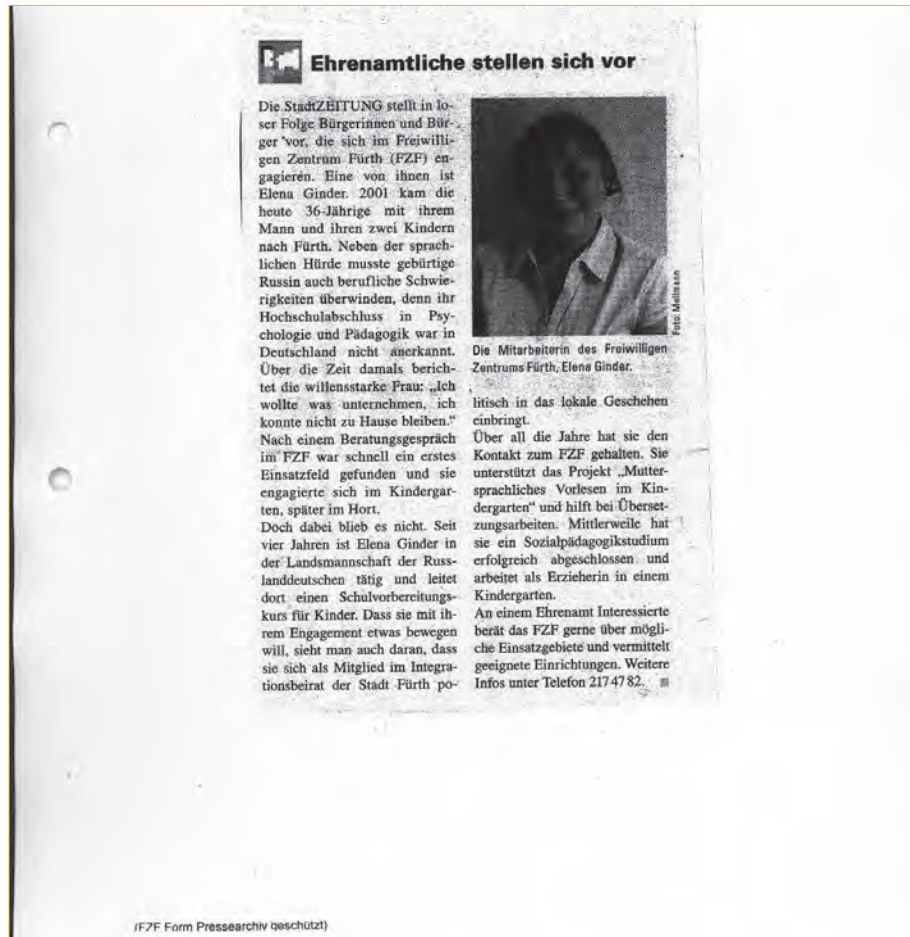 Ehrenamtliche stellen sich vor
Die StadtZEITUNG stellt in lo-
ser Folge Bürgerinnen und Bür-
ger vor, die sich im Freiwilli-
gen Zentrum Fürth (FZF) en-
gagieren. Eine von ihnen ist
Elena Ginder. 2001 kam die
heute 36-Jährige mit ihrem
Mann und ihren zwei Kindern
nach Fürth. Neben der sprach-
lichen Hürde musste gebürtige
Russin auch berufliche Schwie-
rigkeiten überwinden, denn ihr
Hochschulabschluss in Psy-
chologie und Pädagogik war in
Deutschland nicht anerkannt.
Über die Zeit damals berich-
tet die willensstarke Frau: „Ich
wollte was unternehmen, ich
konnte nicht zu Hause bleiben.“
Nach einem Beratungsgespräch
im FZF war schnell ein erstes
Einsatzfeld gefunden und sie
engagierte sich im Kindergar-
ten, später im Hort.
Doch dabei blieb es nicht. Seit
vier Jahren ist Elena Ginder in
der Landsmannschaft der Russ-
landdeutschen tätig und leitet
dort einen Schulvorbereitungs-
kurs für Kinder. Dass sie mit ih-
rem Engagement etwas bewegen
will, sieht man auch daran, dass
sie sich als Mitglied im Integra-
tionsbeirat der Stadt Fürth po-
Foto: Mellmann
Die Mitarbeiterin des Freiwilligen
Zentrums Fürth, Elena Ginder.
litisch in das lokale Geschehen
einbringt.
Über all die Jahre hat sie den
Kontakt zum FZF gehalten. Sie
unterstützt das Projekt „Mutter-
sprachliches Vorlesen im Kin-
dergarten“ und hilft bei Überset-
zungsarbeiten. Mittlerweile hat
sie ein Sozialpädagogikstudium
erfolgreich abgeschlossen und
arbeitet als Erzieherin in einem
Kindergarten.
An einem Ehrenamt Interessierte
berät das FZF gerne über mögli-
che Einsatzgebiete und vermittelt
geeignete Einrichtungen. Weitere
Infos unter Telefon 217 47 82.
(FZF Form Pressearchiv geschützt)